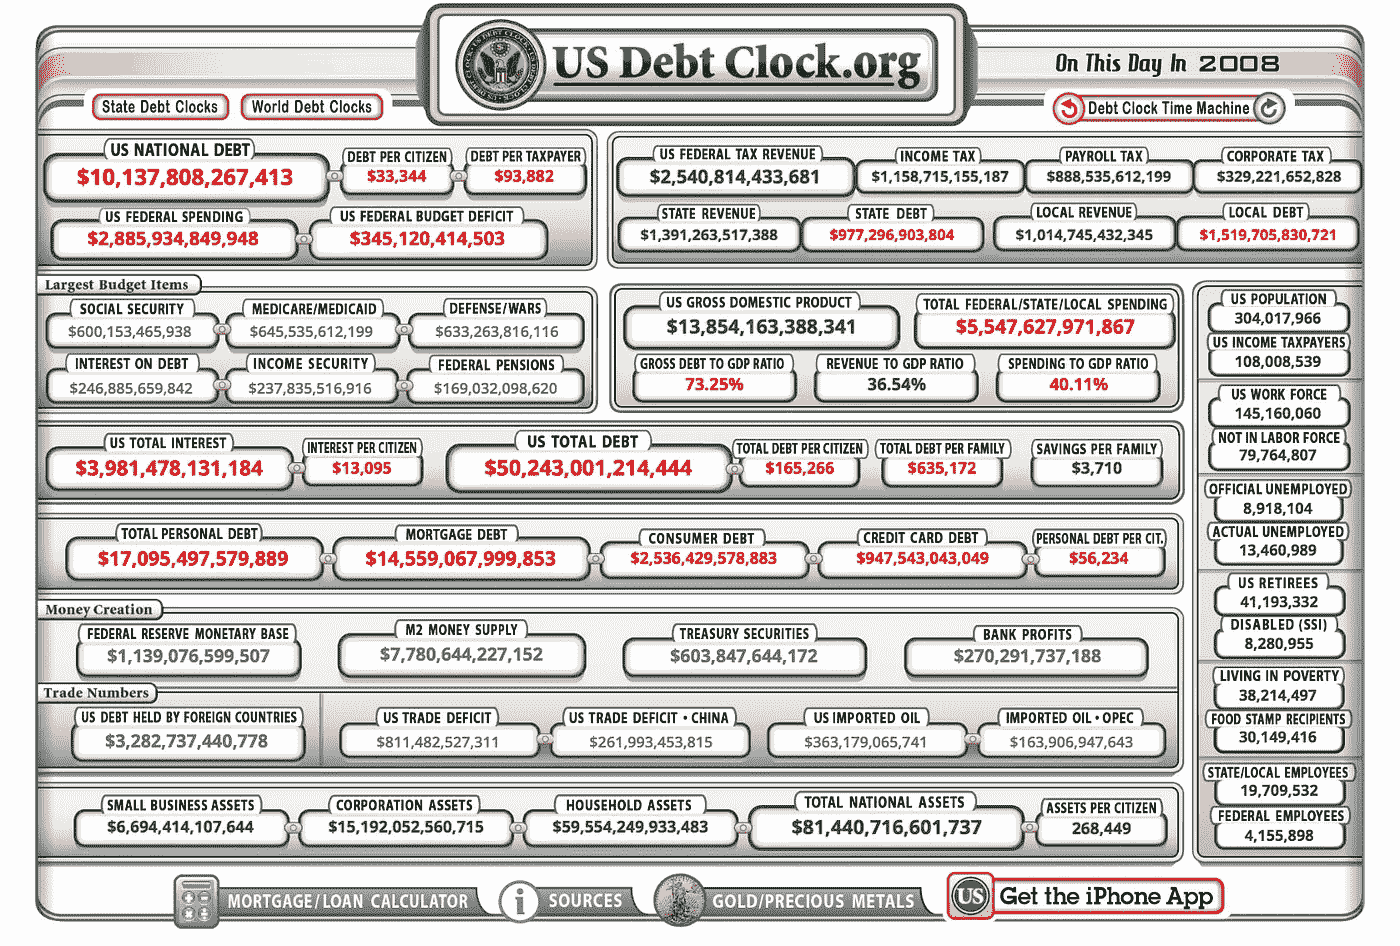 US Debt Clock.org
On This Day In 2008
State Debt Clocks
World Debt Clocks
Debt Clock Time Machine
US NATIONAL DEBT
$10,137,808,267,413
DEBT PER CITIZEN
$33,344
DEBT PER TAXPAYER
$93,882
US FEDERAL SPENDING
$2,885,934,849,948
US FEDERAL BUDGET DEFICIT
$345,120,414,503
US FEDERAL TAX REVENUE
$2,540,814,433,681
INCOME TAX
$1,158,715,155,187
PAYROLL TAX
$888,535,612,199
CORPORATE TAX
$329,221,652,828
STATE REVENUE
$1,391,263,517,388
STATE DEBT
$977,296,903,804
LOCAL REVENUE
$1,014,745,432,345
LOCAL DEBT
$1,519,705,830,721
Largest Budget Items
SOCIAL SECURITY
$600,153,465,938
MEDICARE/MEDICAID
$645,535,612,199
DEFENSE/WARS
$633,263,816,116
INTEREST ON DEBT
$246,885,659,842
INCOME SECURITY
$237,835,516,916
FEDERAL PENSIONS
$169,032,098,620
US GROSS DOMESTIC PRODUCT
$13,854,163,388,341
TOTAL FEDERAL/STATE/LOCAL SPENDING
$5,547,627,971,867
GROSS DEBT TO GDP RATIO
73.25%
REVENUE TO GDP RATIO
36.54%
SPENDING TO GDP RATIO
40.11%
US POPULATION
304,017,966
US INCOME TAXPAYERS
108,008,539
US WORK FORCE
145,160,060
NOT IN LABOR FORCE
79,764,807
OFFICIAL UNEMPLOYED
8,918,104
ACTUAL UNEMPLOYED
13,460,989
US RETIREES
41,193,332
DISABLED (SSI)
8,280,955
LIVING IN POVERTY
38,214,497
FOOD STAMP RECIPIENTS
30,149,416
STATE/LOCAL EMPLOYEES
19,709,532
FEDERAL EMPLOYEES
4,155,898
US TOTAL INTEREST
$3,981,478,131,184
INTEREST PER CITIZEN
$13,095
US TOTAL DEBT
$50,243,001,214,444
TOTAL DEBT PER CITIZEN
$165,266
TOTAL DEBT PER FAMILY
$635,172
SAVINGS PER FAMILY
$3,710
TOTAL PERSONAL DEBT
$17,095,497,579,889
MORTGAGE DEBT
$14,559,067,999,853
CONSUMER DEBT
$2,536,429,578,883
CREDIT CARD DEBT
$947,543,043,049
PERSONAL DEBT PER CIT.
$56,234
Money Creation
FEDERAL RESERVE MONETARY BASE
$1,139,076,599,507
M2 MONEY SUPPLY
$7,780,644,227,152
TREASURY SECURITIES
$603,847,644,172
BANK PROFITS
$270,291,737,188
Trade Numbers
US DEBT HELD BY FOREIGN COUNTRIES
$3,282,737,440,778
US TRADE DEFICIT
$811,482,527,311
US TRADE DEFICIT • CHINA
$261,993,453,815
US IMPORTED OIL
$363,179,065,741
IMPORTED OIL • OPEC
$163,906,947,643
SMALL BUSINESS ASSETS
$6,694,414,107,644
CORPORATION ASSETS
$15,192,052,560,715
HOUSEHOLD ASSETS
$59,554,249,933,483
TOTAL NATIONAL ASSETS
$81,440,716,601,737
ASSETS PER CITIZEN
268,449
MORTGAGE/LOAN CALCULATOR
i SOURCES
GOLD/PRECIOUS METALS
US Get the iPhone App